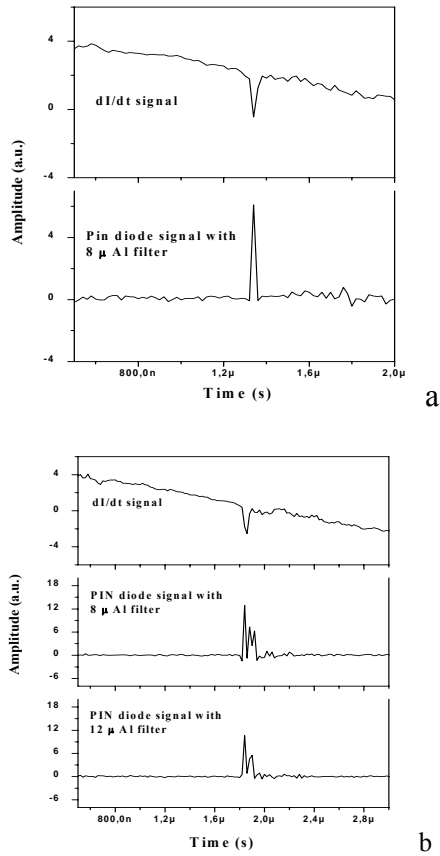 4
dI/dt signal
0
-4
Amplitude (a.u.)
Pin diode signal with
8 μ Al filter
4
0
-4
800,0n 1,2μ 1,6μ 2,0μ
Time (s)
a
4
dI/dt signal
0
-4
Amplitude (a.u.)
18
PIN diode signal with
12
8 μ Al filter
6
0
-6
18
PIN diode signal with
12
12 μ Al filter
6
0
-6
800,0n 1,2μ 1,6μ 2,0μ 2,4μ 2,8μ
Time (s)
b